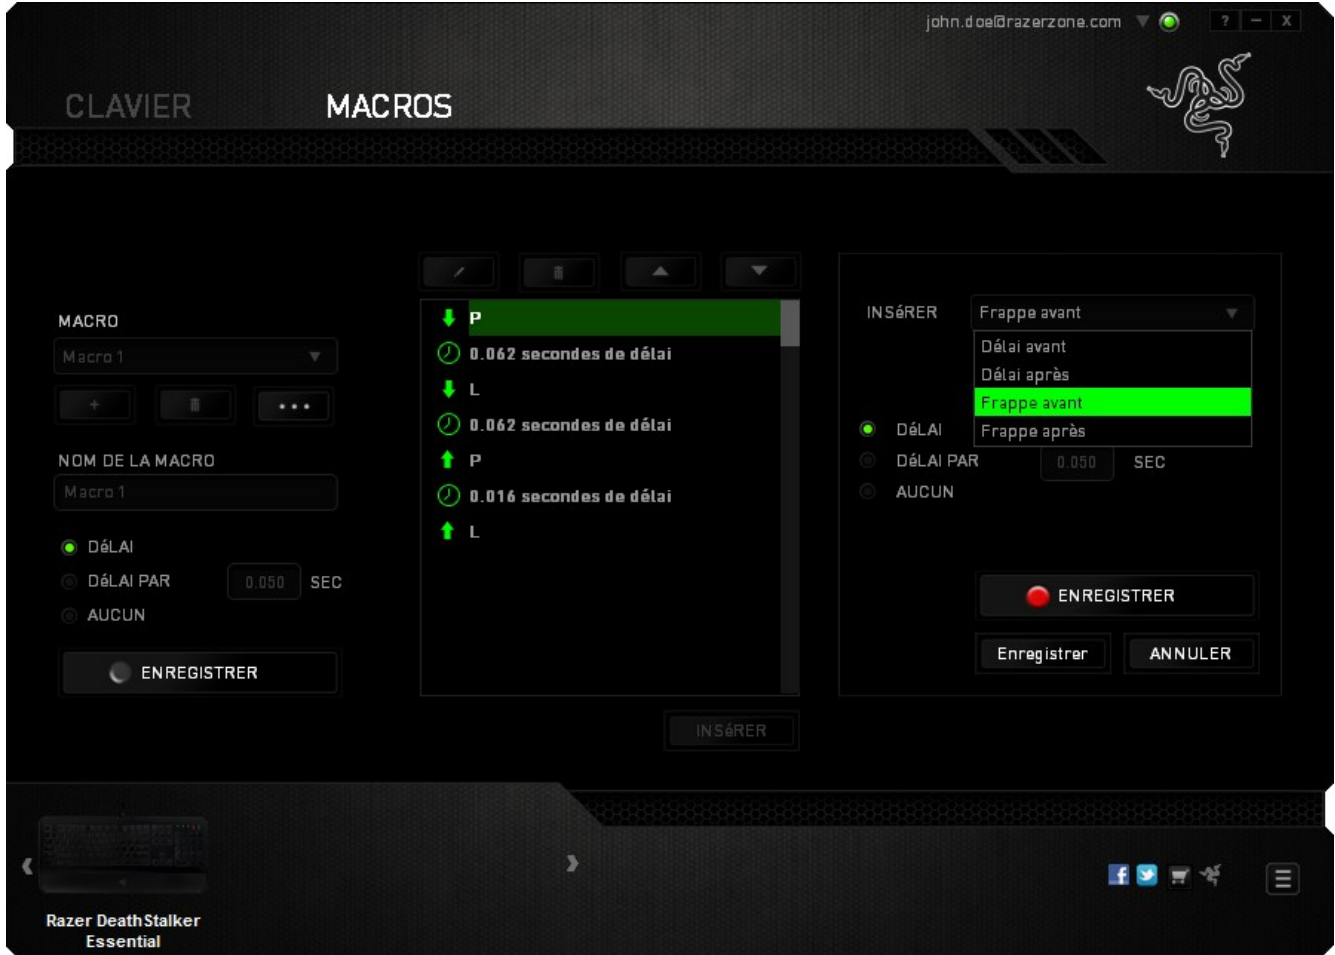 john.doe@razerzone.com
? – X
CLAVIER
MACROS
MACRO
Macro 1
+
...
NOM DE LA MACRO
Macro 1
DéLAI
DéLAI PAR 0.050 SEC
AUCUN
ENREGISTRER
P
0.062 secondes de délai
L
0.062 secondes de délai
P
0.016 secondes de délai
L
INSéRER
INSéRER Frappe avant
Délai avant
Délai après
Frappe avant
Frappe après
DéLAI
DéLAI PAR 0.050 SEC
AUCUN
ENREGISTRER
Enregistrer ANNULER
Razer DeathStalker
Essential